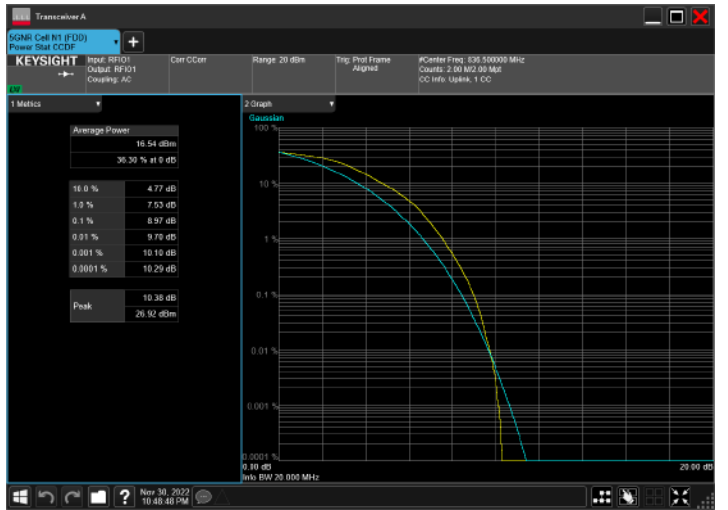 Transceiver A
5GNR Cell N1 (FDD)
Power Stat CCDF
KEYSIGHT
Input: RFIO1
Output: RFIO1
Coupling: AC
Corr CCorr
Range: 20 dBm
Trig: Prot Frame
Aligned
#Center Freq: 836.500000 MHz
Counts: 2.00 M/2.00 Mpt
CC Info: Uplink, 1 CC
1 Metrics
Average Power
16.54 dBm
36.30 % at 0 dB
10.0 % 4.77 dB
1.0 % 7.53 dB
0.1 % 8.97 dB
0.01 % 9.70 dB
0.001 % 10.10 dB
0.0001 % 10.29 dB
Peak
10.38 dB
26.92 dBm
2 Graph
Gaussian
100 %
10 %
1 %
0.1 %
0.01 %
0.001 %
0.0001 %
0.00 dB
20.00 dB
Info BW 20.000 MHz
?
Nov 30, 2022
10:48:48 PM